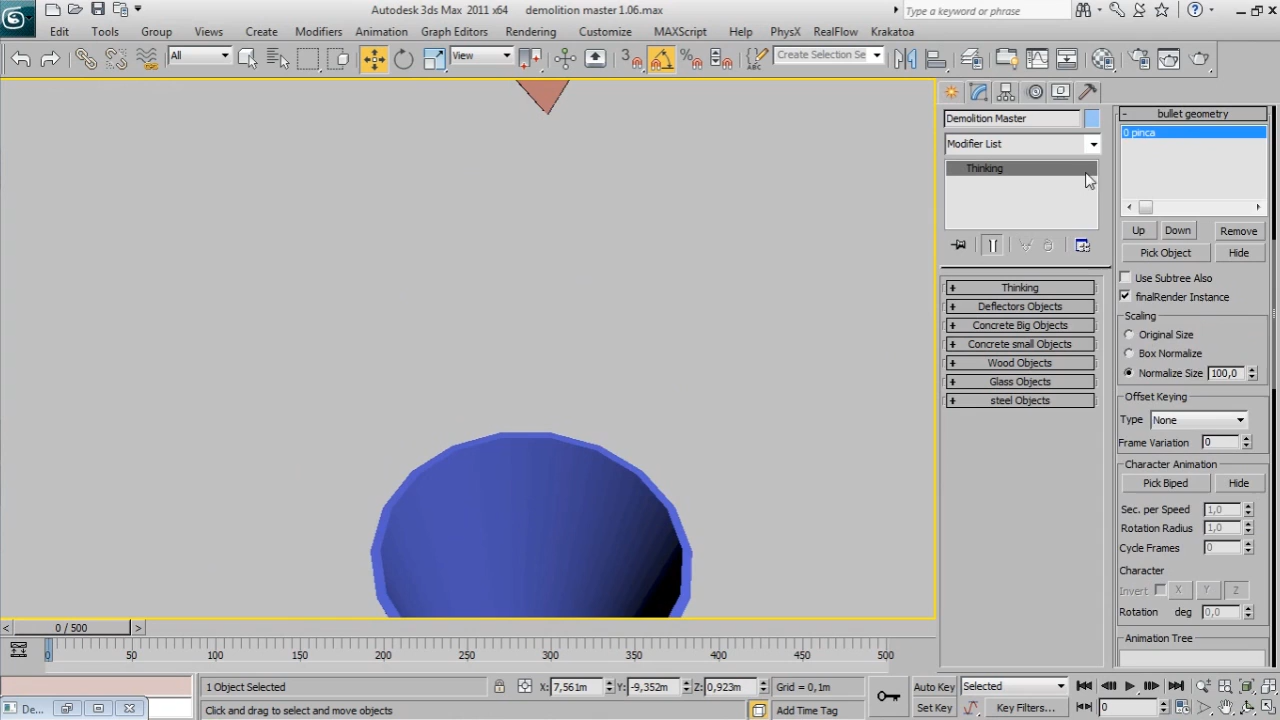 Autodesk 3ds Max 2011 x64 demolition master 1.06.max
Type a keyword or phrase
Edit Tools Group Views Create Modifiers Animation Graph Editors Rendering Customize MAXScript Help PhysX RealFlow Krakatoa
All View 3 Create Selection Se
Demolition Master
Modifier List
Thinking
+ Thinking
+ Deflectors Objects
+ Concrete Big Objects
+ Concrete small Objects
+ Wood Objects
+ Glass Objects
+ steel Objects
- bullet geometry
0 pinca
Up Down Remove
Pick Object Hide
Use Subtree Also
finalRender Instance
Scaling
Original Size
Box Normalize
Normalize Size 100,0
Offset Keying
Type None
Frame Variation 0
Character Animation
Pick Biped Hide
Sec. per Speed 1,0
Rotation Radius 1,0
Cycle Frames 0
Character
Invert X Y Z
Rotation deg 0,0
Animation Tree
< 0 / 500 >
0 50 100 150 200 250 300 350 400 450 500
1 Object Selected X: 7,561m Y: -9,352m Z: 0,923m Grid = 0,1m Auto Key Selected
De... Click and drag to select and move objects Add Time Tag Set Key Key Filters... 0